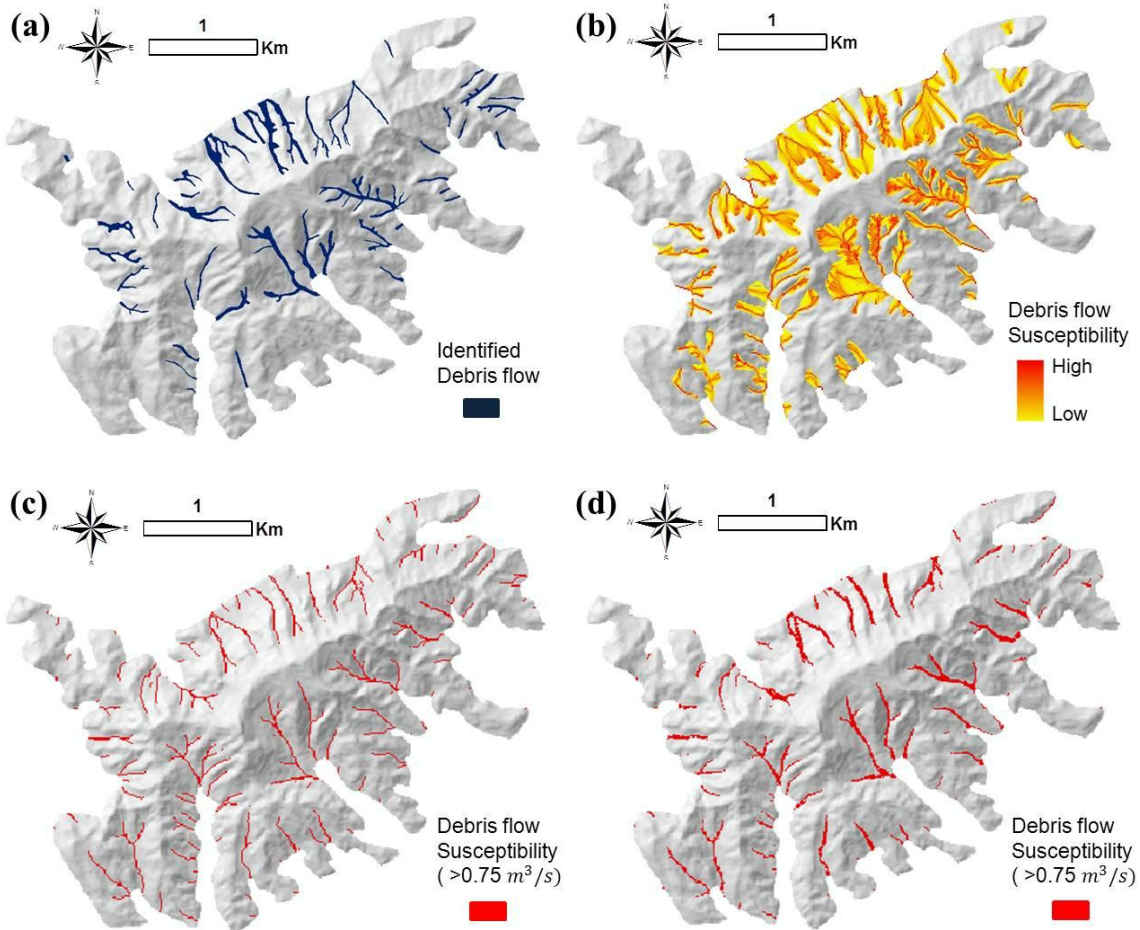 (a)
N
W
E
S
1
Km
Identified
Debris flow
(b)
N
W
E
S
1
Km
Debris flow
Susceptibility
High
Low
(c)
N
W
E
S
1
Km
Debris flow
Susceptibility
( >0.75 m³/s)
(d)
N
W
E
S
1
Km
Debris flow
Susceptibility
( >0.75 m³/s)